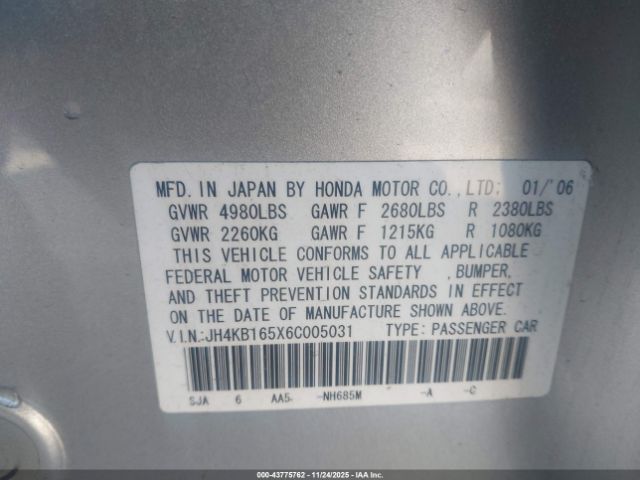 MFD. IN JAPAN BY HONDA MOTOR CO.,LTD; 01/'06
GVWR 4980LBS GAWR F 2680LBS R 2380LBS
GVWR 2260KG GAWR F 1215KG R 1080KG
THIS VEHICLE CONFORMS TO ALL APPLICABLE
FEDERAL MOTOR VEHICLE SAFETY ,BUMPER,
AND THEFT PREVENTION STANDARDS IN EFFECT
ON THE DATE OF MANUFACTURE SHOWN ABOVE.
V.I.N.:JH4KB165X6C005031 TYPE: PASSENGER CAR
SJA 6 AA5- -NH685M -A -C
000-43775762 - 11/24/2025 - IAA Inc. Copyright